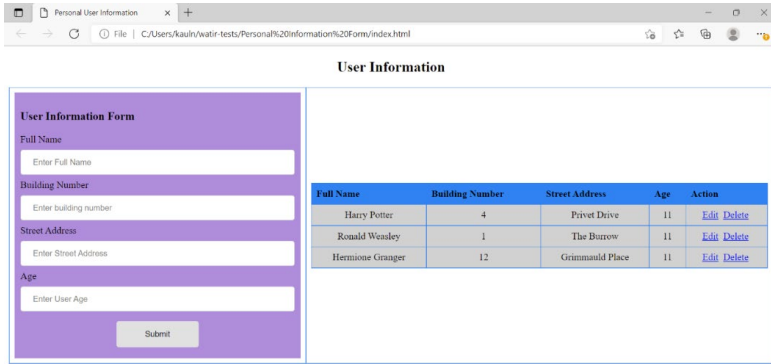 Personal User Information
File | C:/Users/kauln/watir-tests/Personal%20Information%20Form/index.html
User Information
User Information Form
Full Name
Enter Full Name
Building Number
Enter building number
Street Address
Enter Street Address
Age
Enter User Age
Submit
Full Name Building Number Street Address Age Action
Harry Potter 4 Privet Drive 11 Edit Delete
Ronald Weasley 1 The Burrow 11 Edit Delete
Hermione Granger 12 Grimmauld Place 11 Edit Delete